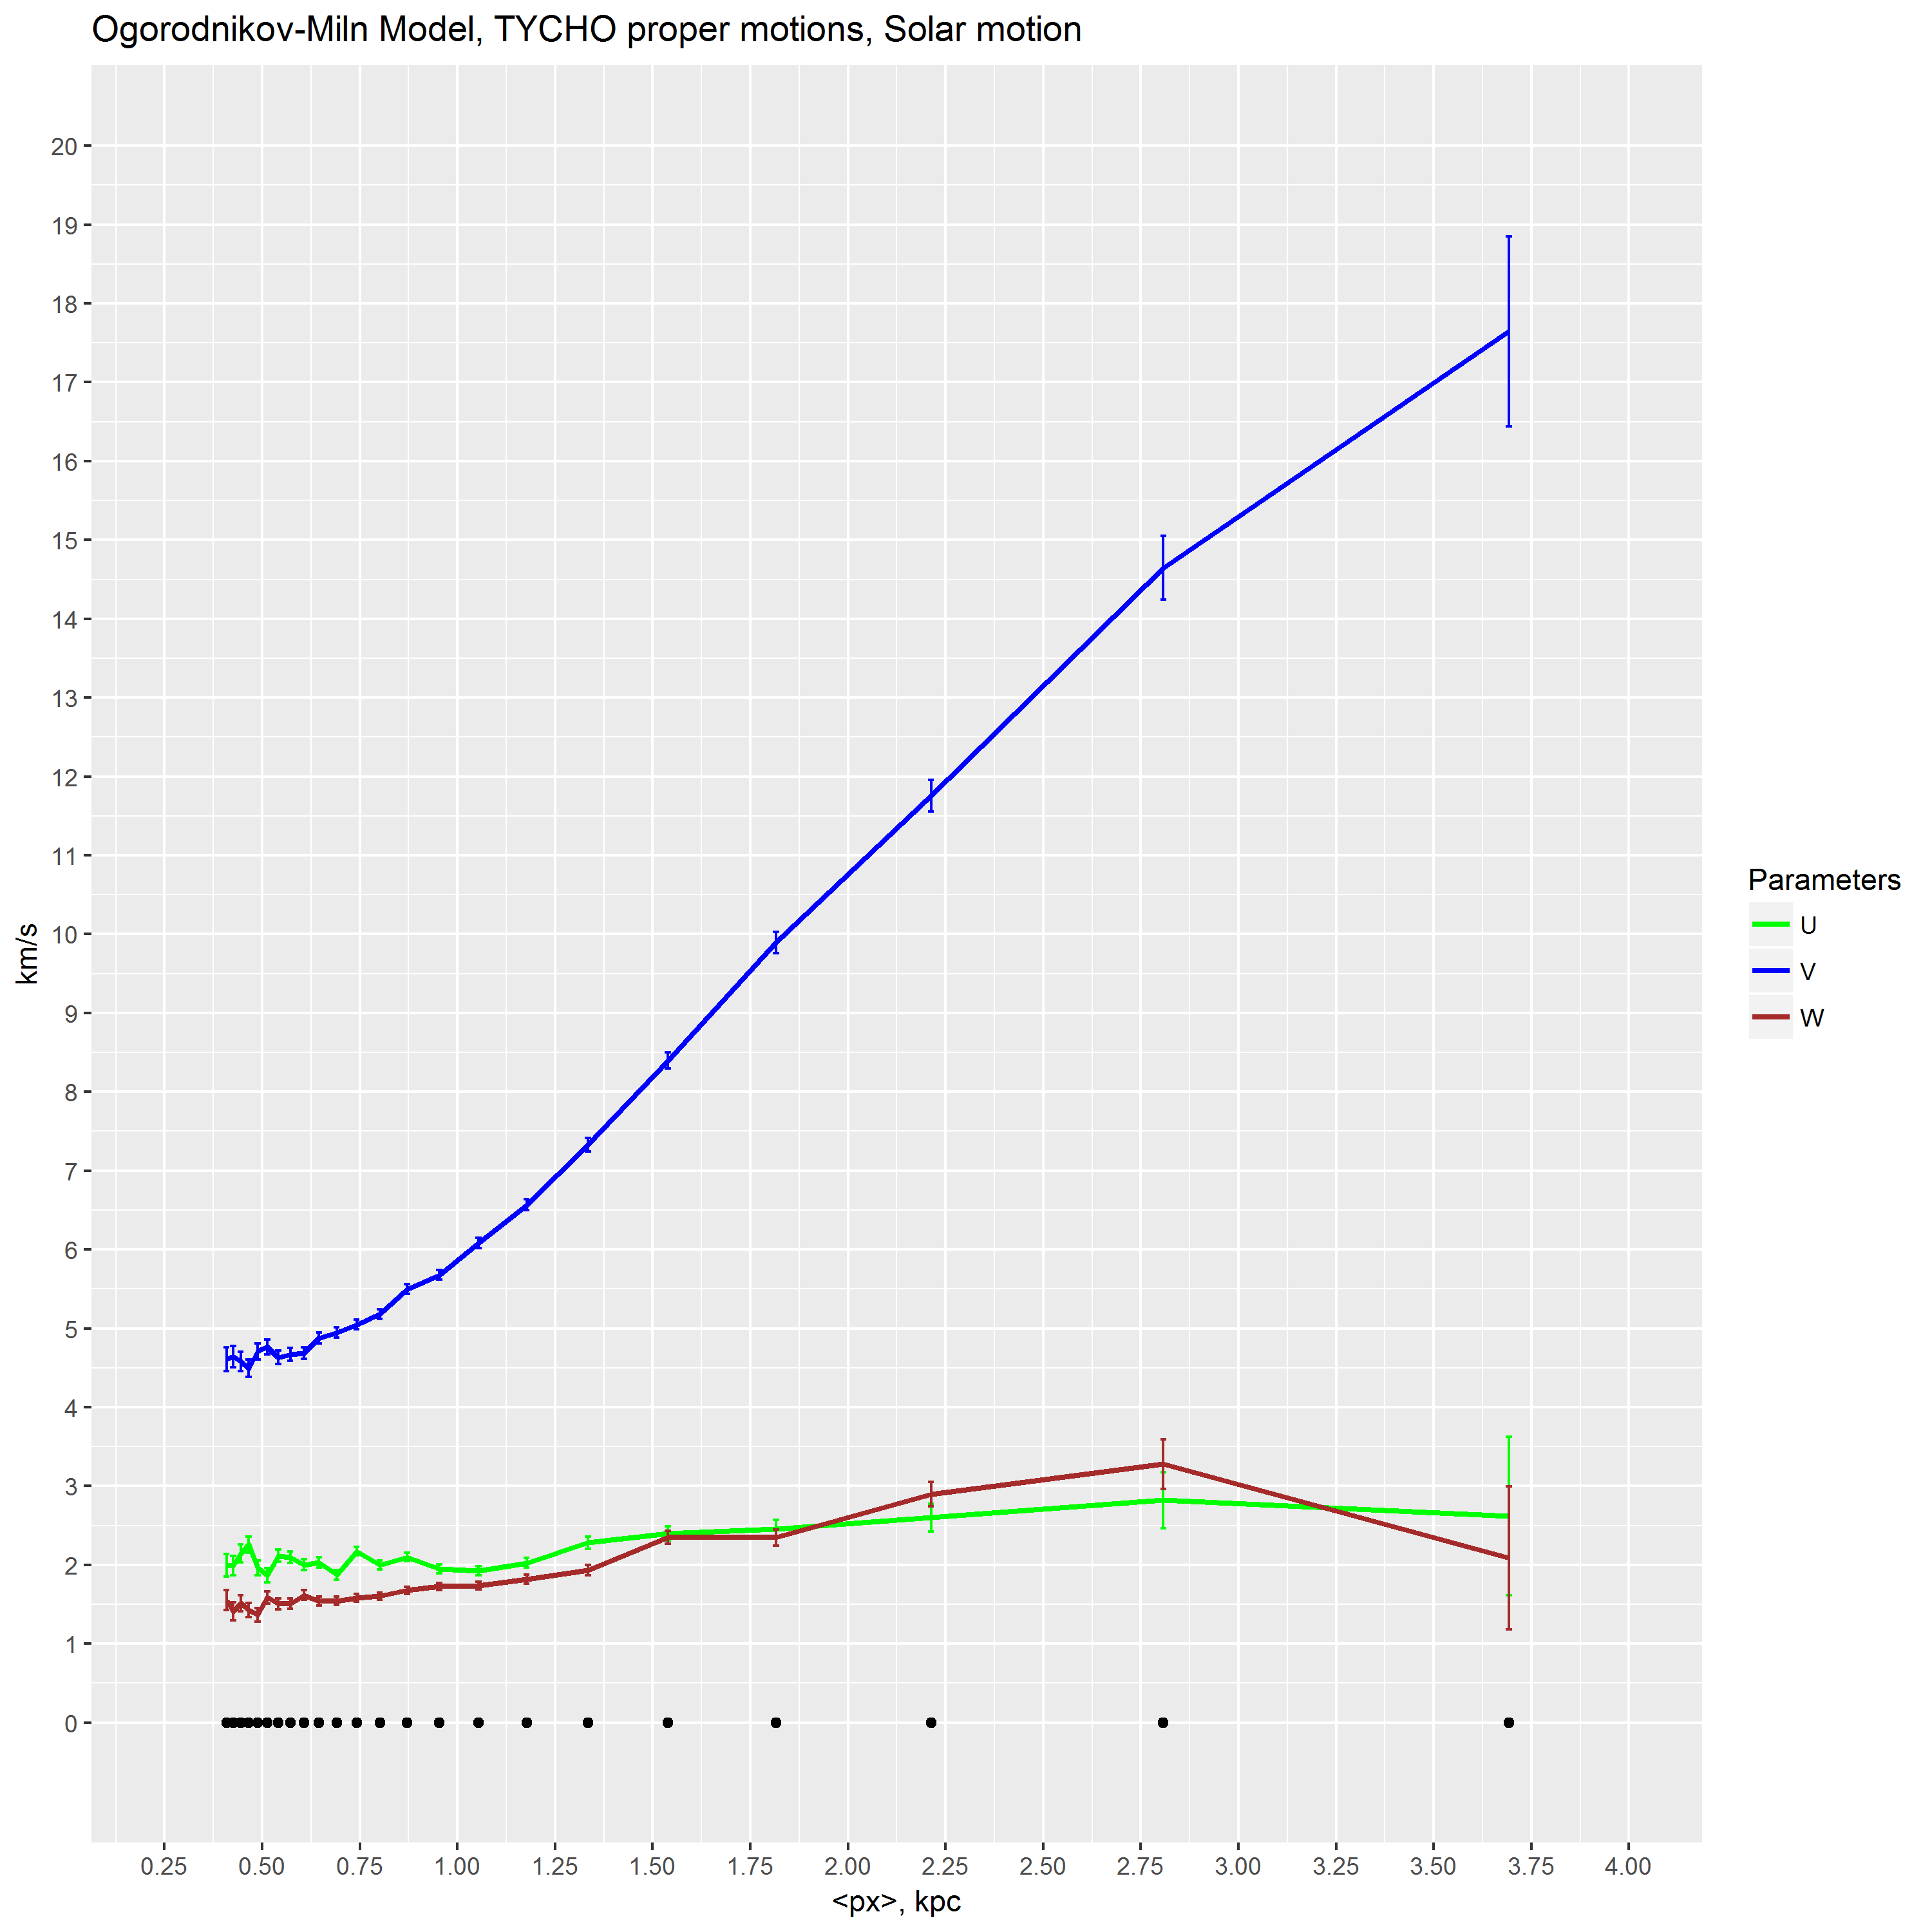 Ogorodnikov-Miln Model, TYCHO proper motions, Solar motion
20
19
18
17
16
15
14
13
12
11
10
9
8
7
6
5
4
3
2
1
0
km/s
0.25 0.50 0.75 1.00 1.25 1.50 1.75 2.00 2.25 2.50 2.75 3.00 3.25 3.50 3.75 4.00
<px>, kpc
Parameters
U
V
W